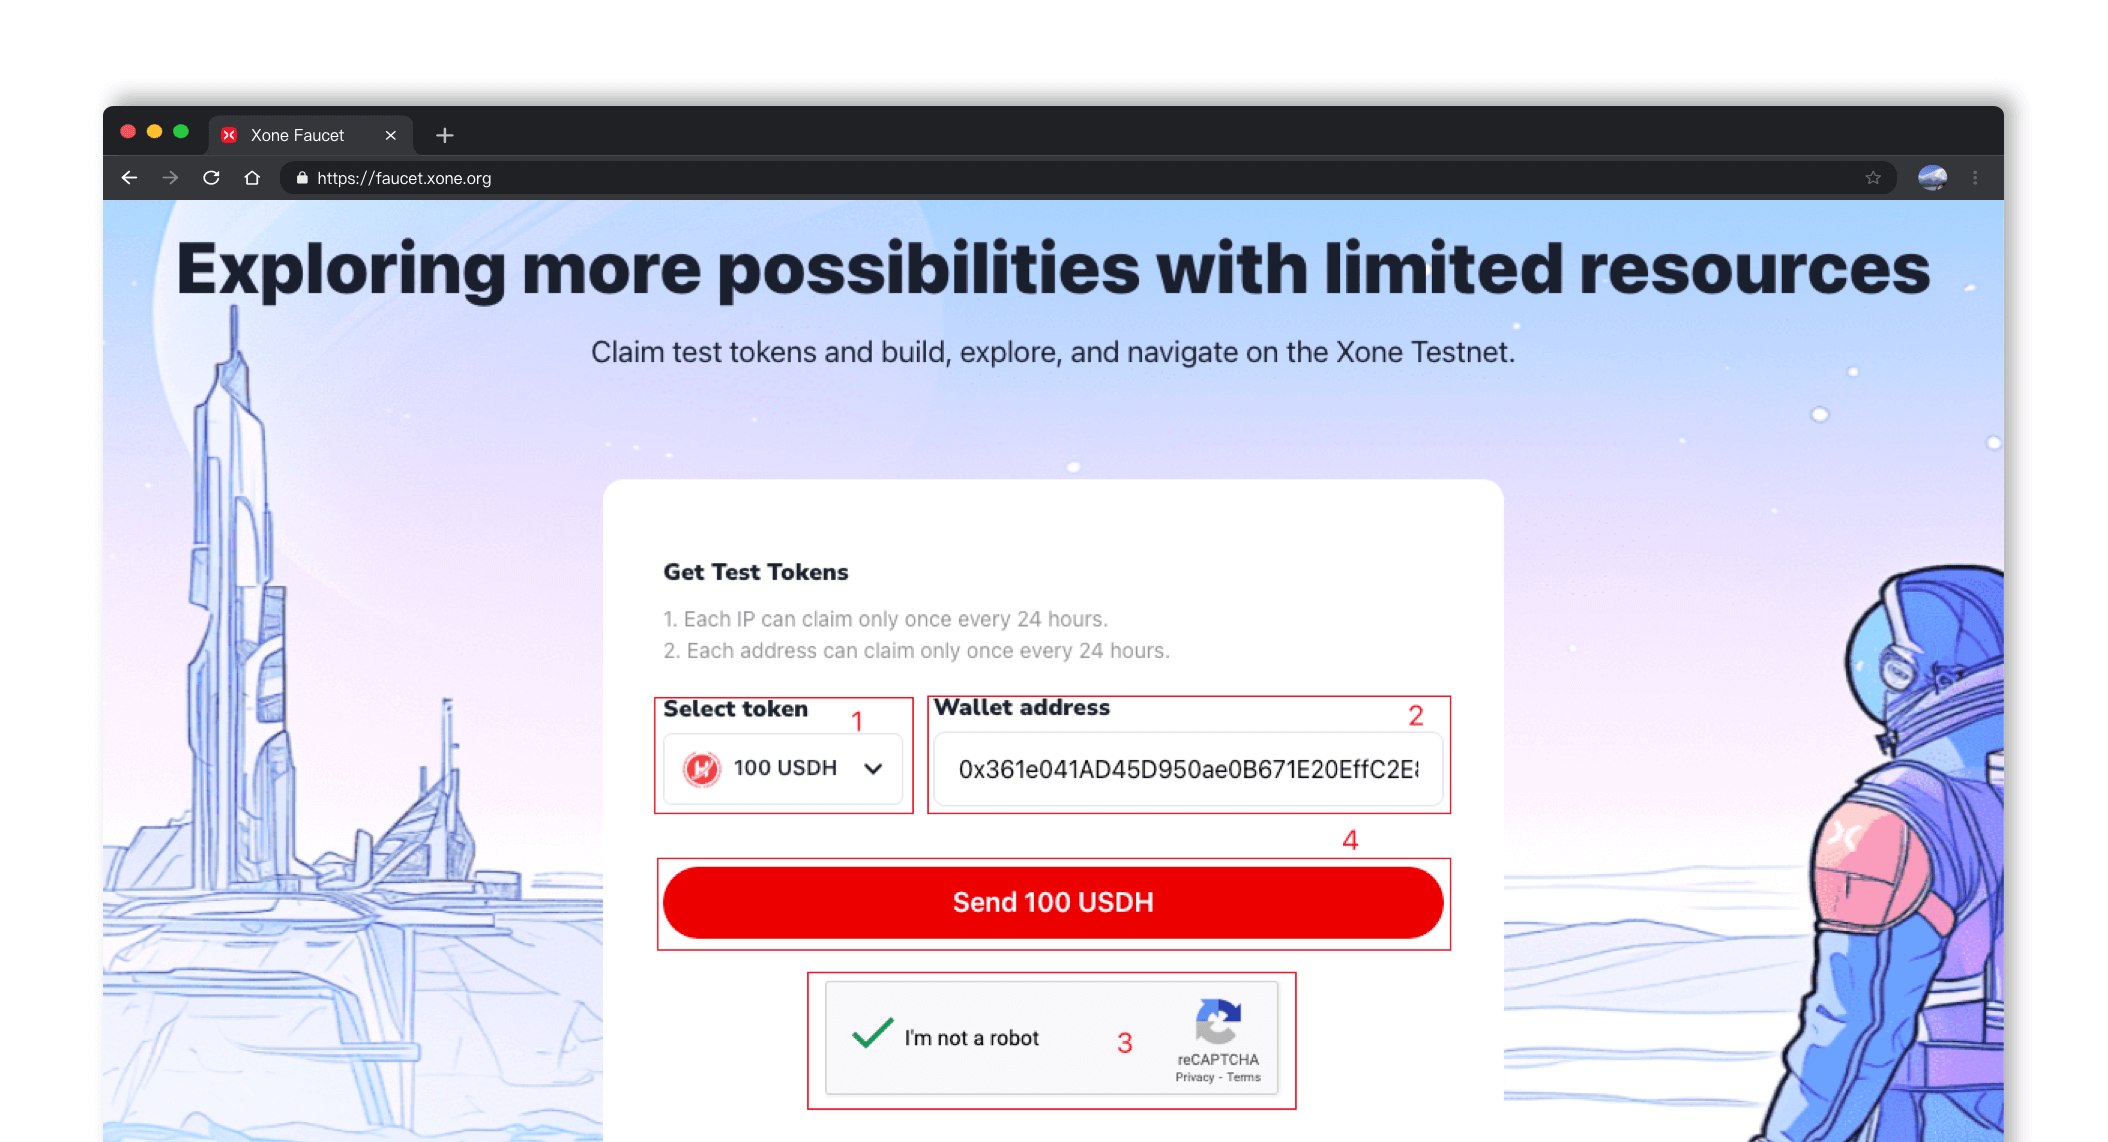 Xone Faucet
https://faucet.xone.org
Exploring more possibilities with limited resources
Claim test tokens and build, explore, and navigate on the Xone Testnet.
Get Test Tokens
1. Each IP can claim only once every 24 hours.
2. Each address can claim only once every 24 hours.
Select token 1
Wallet address 2
100 USDH
0x361e041AD45D950ae0B671E20EffC2E
4
Send 100 USDH
I'm not a robot 3
reCAPTCHA
Privacy - Terms